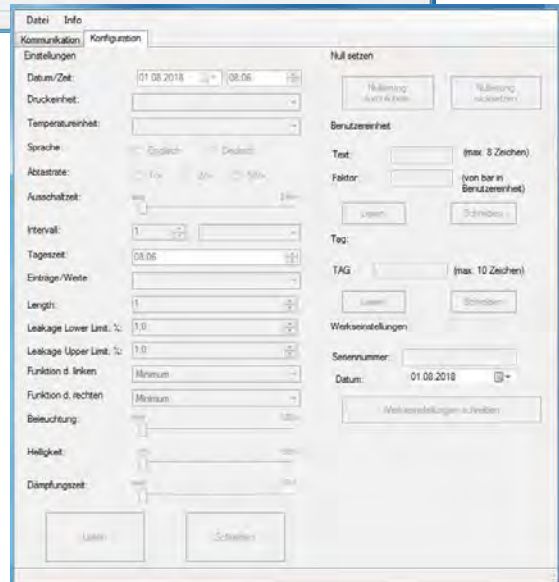 Datei Info
Kommunikation Konfiguration
Einstellungen
Datum/Zeit: 01.08.2018 08:06
Druckeinheit:
Temperatureinheit:
Sprache Englisch Deutsch
Abtastrate:
Ausschaltzeit:
Intervall: 1
Tageszeit: 08:06
Einträge/Werte
Length: 1
Leakage Lower Limit. %: 1,0
Leakage Upper Limit. %: 1,0
Funktion d. linken Minimum
Funktion d. rechten Minimum
Beleuchtung:
Helligkeit:
Dämpfungszeit:
Lesen Schreiben
Null setzen
Nullierung Nullierung
rücksetzen
Benutzereinheit
Text: (max. 8 Zeichen)
Faktor: (von bar in
Benutzereinheit)
Lesen Schreiben
Tag:
TAG (max. 10 Zeichen)
Lesen Schreiben
Werkseinstellungen
Seriennummer:
Datum: 01.08.2018
Werkseinstellungen schreiben